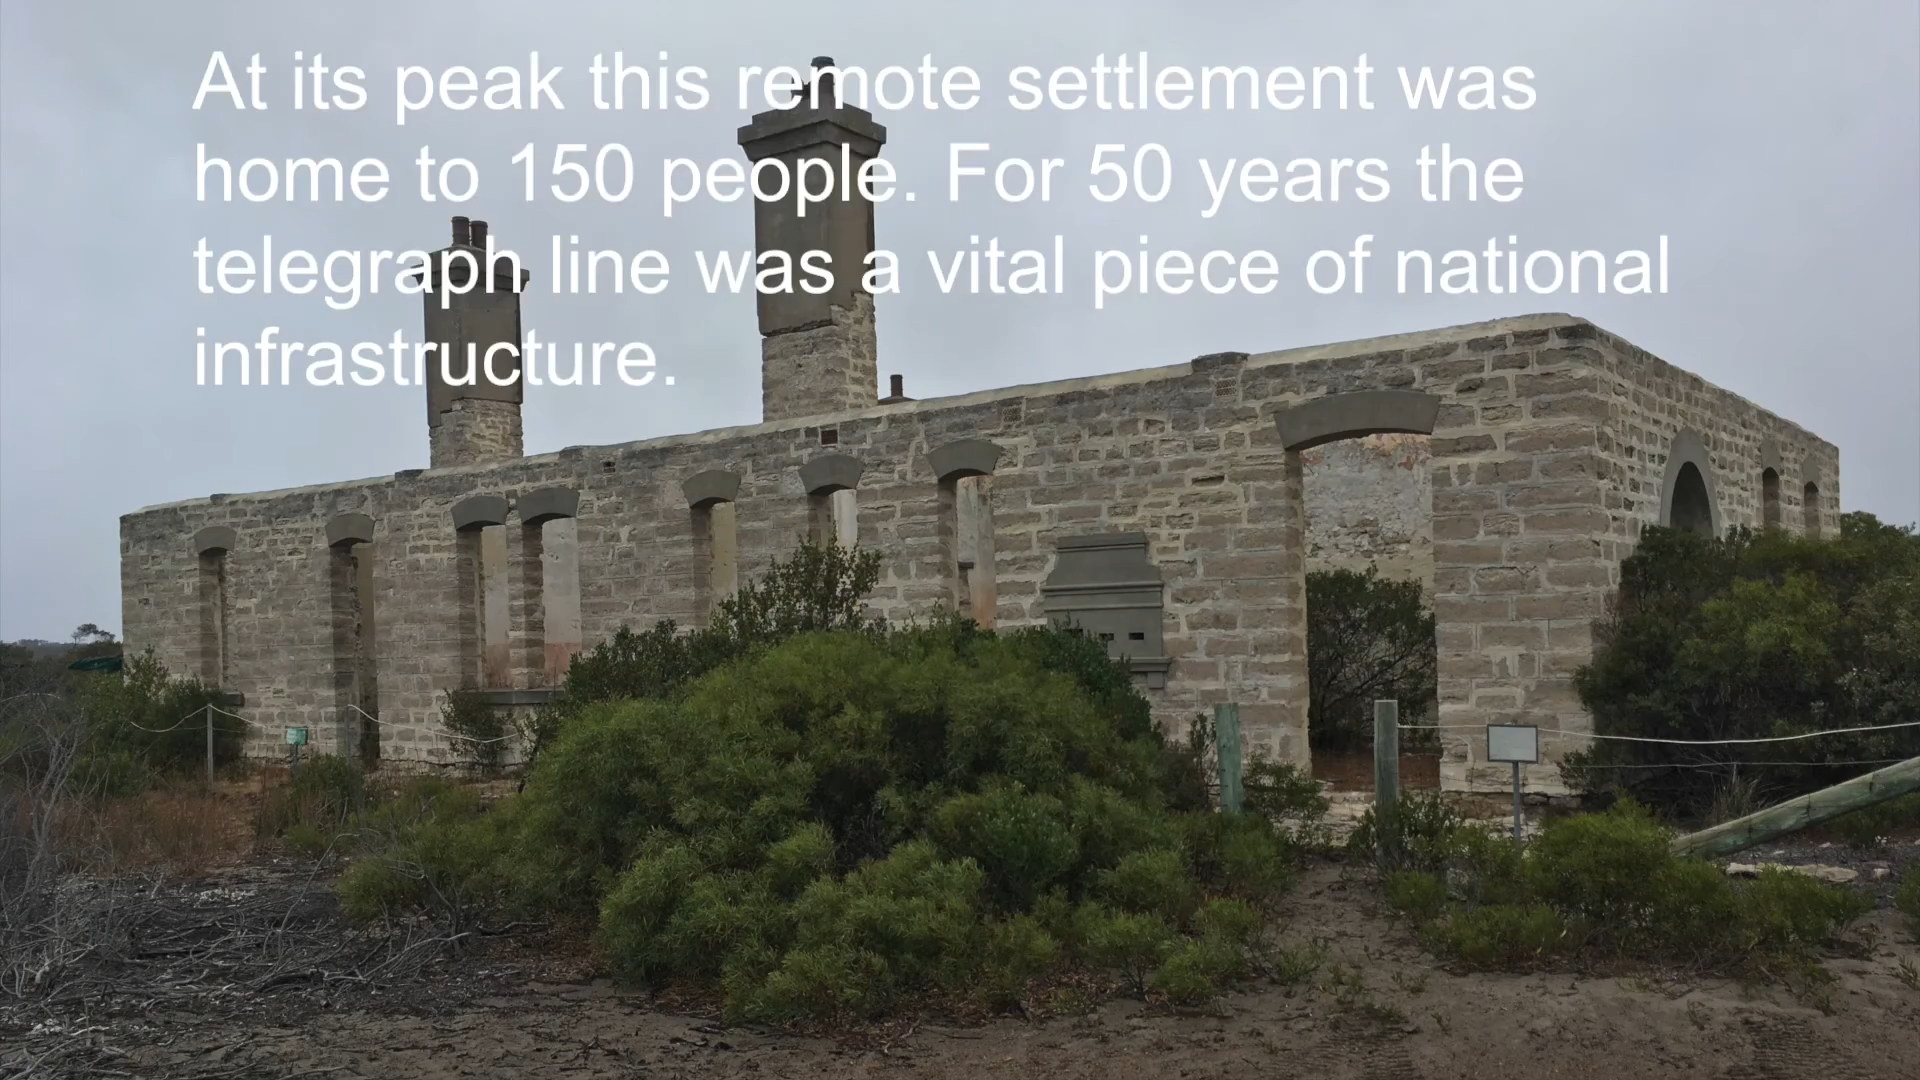 At its peak this remote settlement was
home to 150 people. For 50 years the
telegraph line was a vital piece of national
infrastructure.